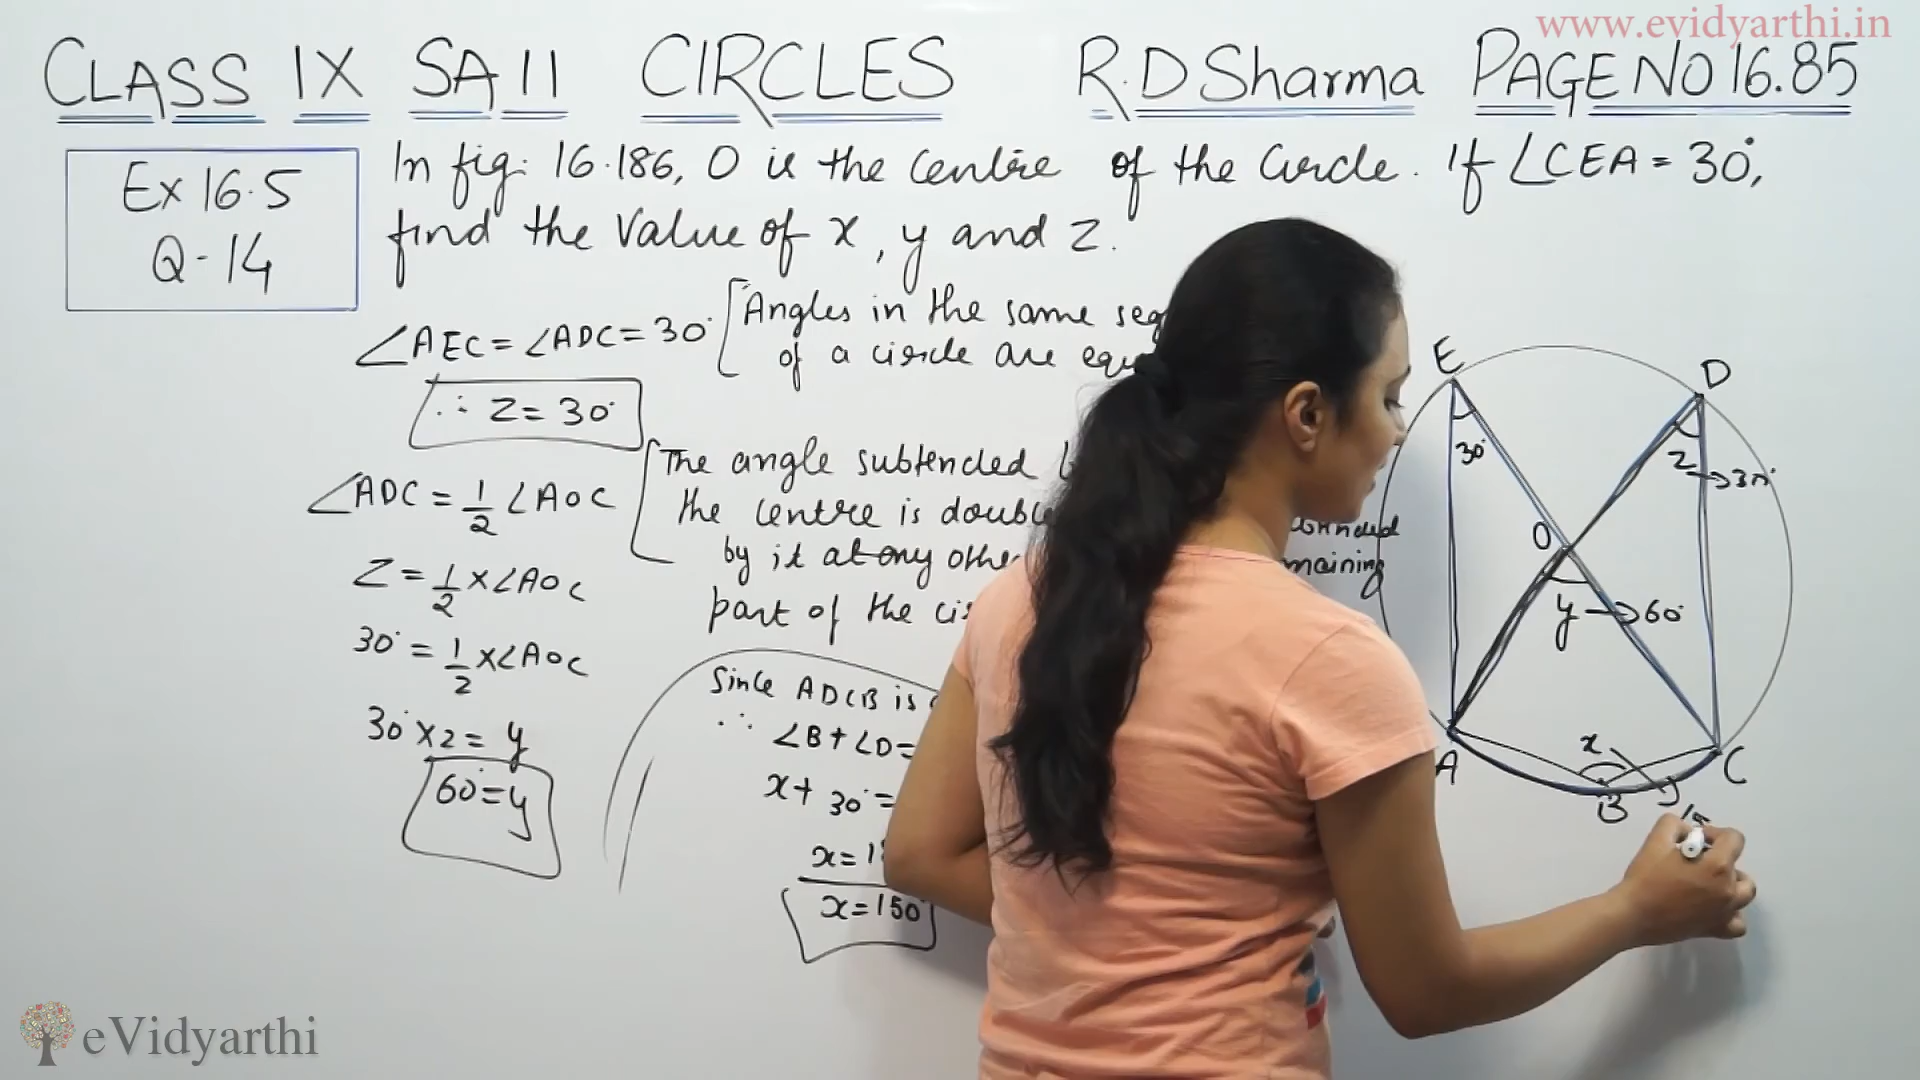 www.evidyarthi.in
CLASS IX SA II CIRCLES R.D Sharma PAGE NO 16.85
Ex 16.5
Q-14
In fig. 16.186, O is the centre of the circle. If ∠CEA = 30°,
find the value of x, y and z.
∠AEC = ∠ADC = 30° [Angles in the same
of a circle are
∴ z = 30°
∠ADC = 1/2 ∠AOC
[The angle subtended
the centre is double
by it at any
part of the
remaining
z = 1/2 × ∠AOC
30° = 1/2 × ∠AOC
30° × 2 = y
60° = y
Since ADCB is
∴ ∠B + ∠D =
x + 30° =
x =
x = 150
E
D
30°
z → 30°
O
y → 60°
x
A
B
C
eVidyarthi